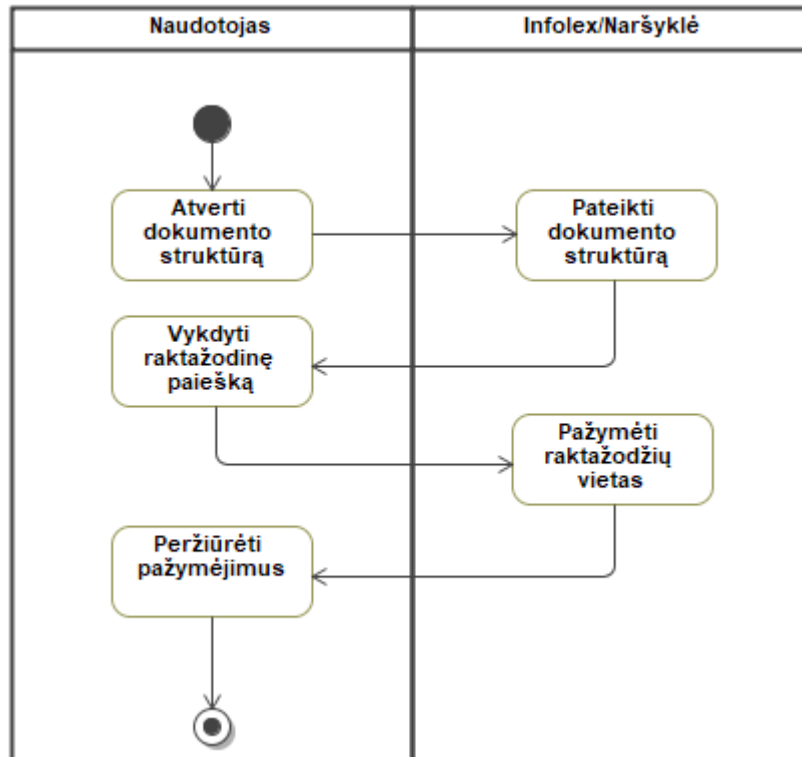 Naudotojas
Infolex/Naršyklė
Atverti
dokumento
struktūrą
Pateikti
dokumento
struktūrą
Vykdyti
raktažodinę
paiešką
Pažymėti
raktažodžių
vietas
Peržiūrėti
pažymėjimus